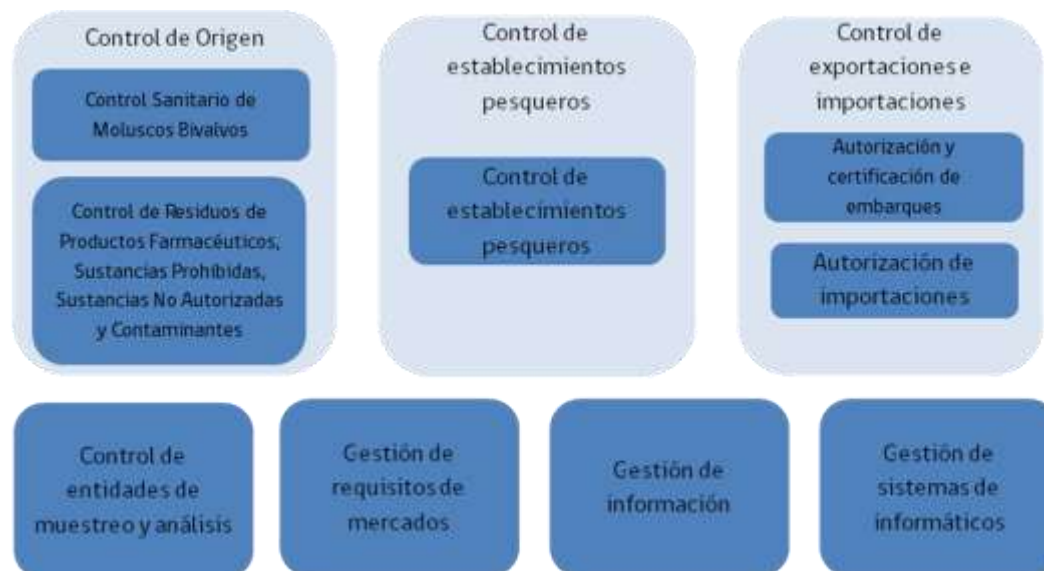 Control de Origen
Control Sanitario de
Moluscos Bivalvos
Control de Residuos de
Productos Farmacéuticos,
Sustancias Prohibidas,
Sustancias No Autorizadas
y Contaminantes
Control de
establecimientos
pesqueros
Control de
establecimientos
pesqueros
Control de
exportaciones e
importaciones
Autorización y
certificación de
embarques
Autorización de
importaciones
Control de
entidades de
muestreo y análisis
Gestión de
requisitos de
mercados
Gestión de
información
Gestión de
sistemas de
informáticos